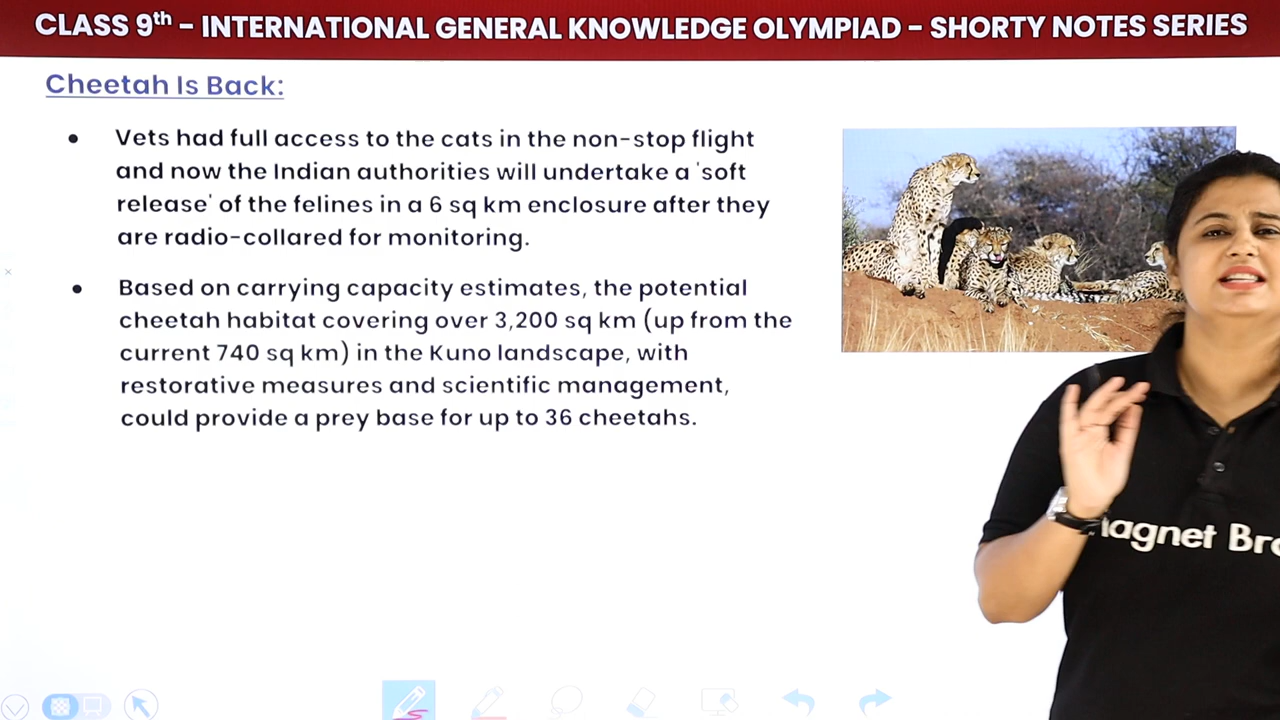 CLASS 9th – INTERNATIONAL GENERAL KNOWLEDGE OLYMPIAD – SHORTY NOTES SERIES
Cheetah Is Back:
• Vets had full access to the cats in the non-stop flight
and now the Indian authorities will undertake a 'soft
release' of the felines in a 6 sq km enclosure after they
are radio-collared for monitoring.
• Based on carrying capacity estimates, the potential
cheetah habitat covering over 3,200 sq km (up from the
current 740 sq km) in the Kuno landscape, with
restorative measures and scientific management,
could provide a prey base for up to 36 cheetahs.
agnet Br